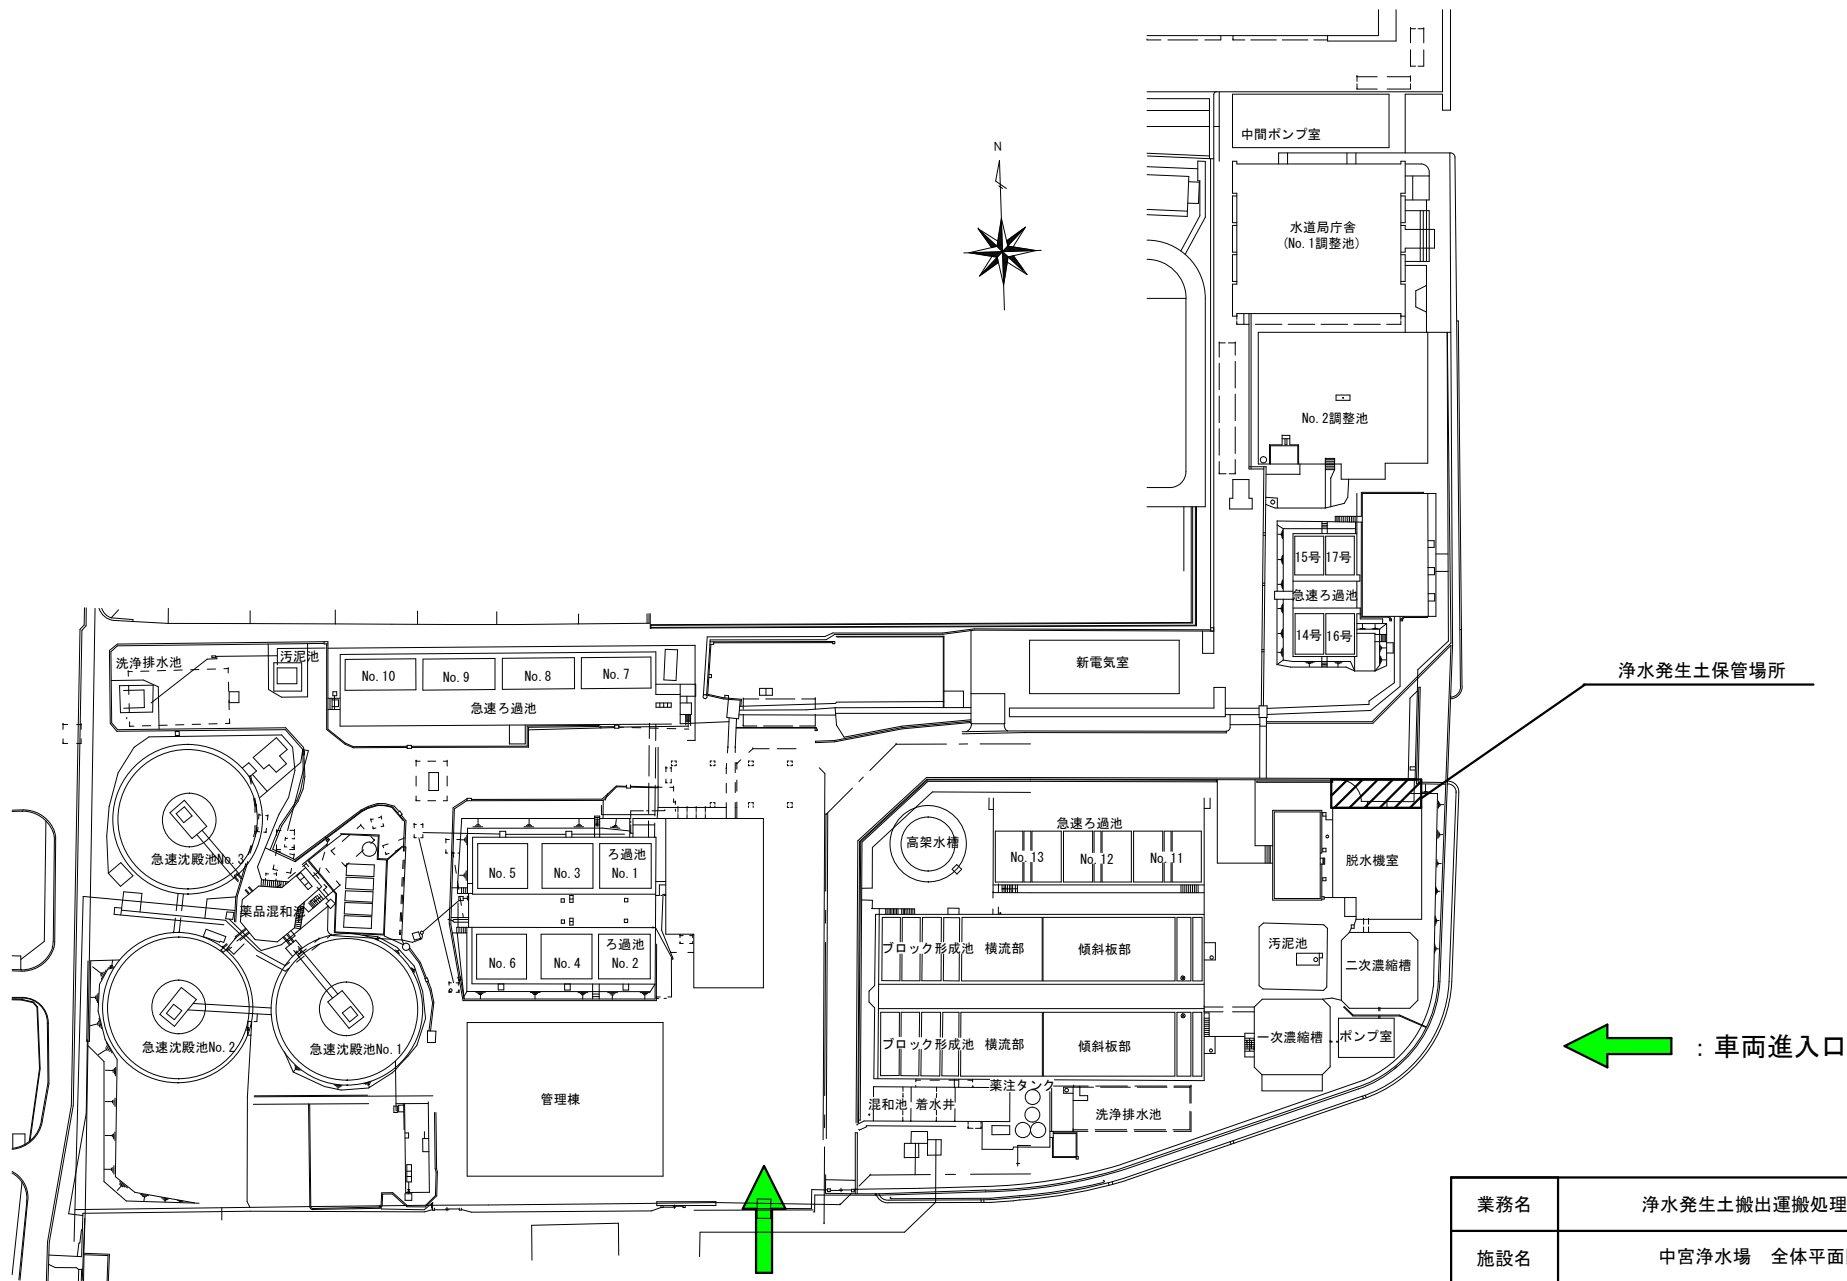 中間ポンプ室
N
水道局庁舎
(No.1調整池)
No.2調整池
15号
17号
急速ろ過池
14号
16号
洗浄排水池
汚泥池
No.10
No.9
No.8
No.7
急速ろ過池
新電気室
浄水発生土保管場所
急速沈殿池No.3
薬品混和池
No.5
No.3
ろ過池
No.1
高架水槽
急速ろ過池
No.13
No.12
No.11
脱水機室
No.6
No.4
ろ過池
No.2
ブロック形成池
横流部
傾斜板部
汚泥池
二次濃縮槽
急速沈殿池No.2
急速沈殿池No.1
ブロック形成池
横流部
傾斜板部
一次濃縮槽
ポンプ室
：車両進入口
管理棟
薬注タンク
混和池
着水井
洗浄排水池
業務名
浄水発生土搬出運搬処理
施設名
中宮浄水場　全体平面